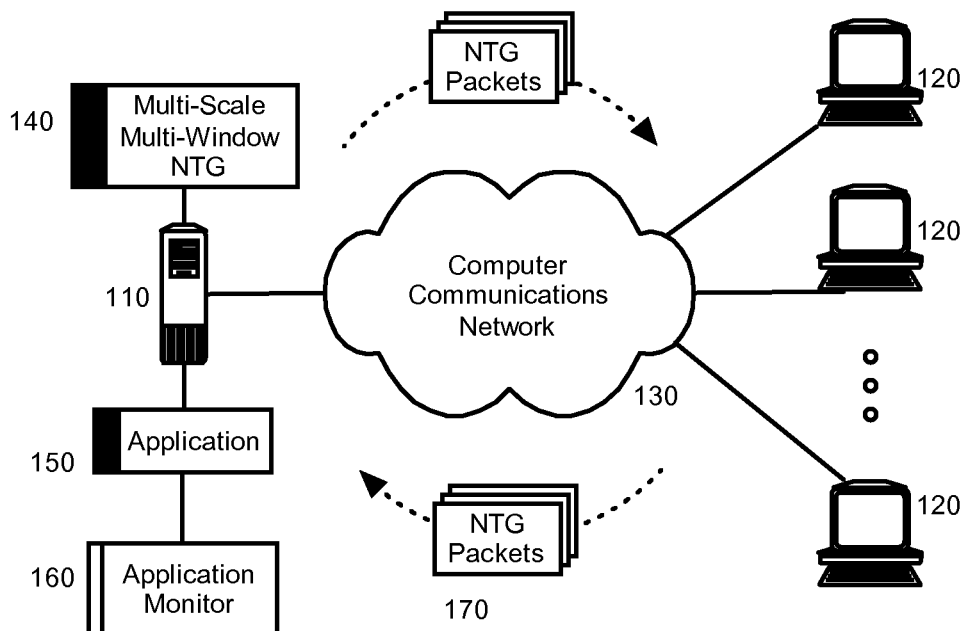 NTG
Packets
120
140
Multi-Scale
Multi-Window
NTG
120
110
Computer
Communications
Network
130
150
Application
120
NTG
Packets
160
Application
Monitor
170